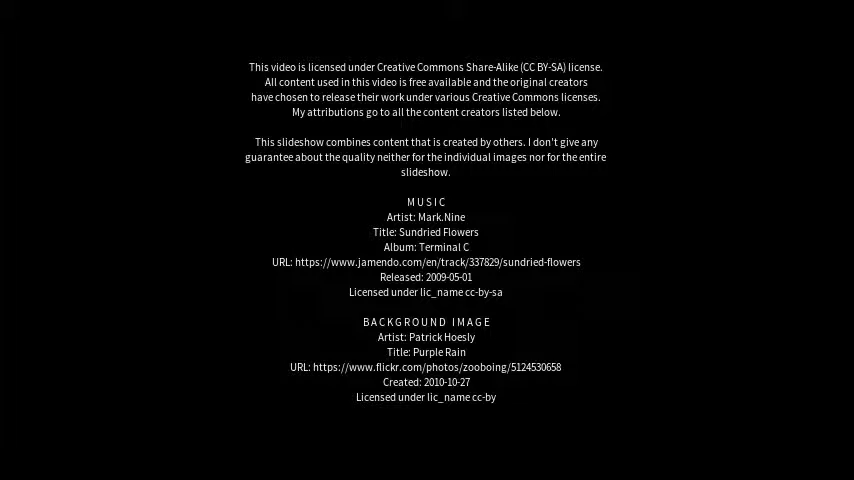 This video is licensed under Creative Commons Share-Alike (CC BY-SA) license.
All content used in this video is free available and the original creators
have chosen to release their work under various Creative Commons licenses.
My attributions go to all the content creators listed below.
This slideshow combines content that is created by others. I don't give any
guarantee about the quality neither for the individual images nor for the entire
slideshow.
MUSIC
Artist: Mark.Nine
Title: Sundried Flowers
Album: Terminal C
URL: https://www.jamendo.com/en/track/337829/sundried-flowers
Released: 2009-05-01
Licensed under lic_name cc-by-sa
BACKGROUND IMAGE
Artist: Patrick Hoesly
Title: Purple Rain
URL: https://www.flickr.com/photos/zooboing/5124530658
Created: 2010-10-27
Licensed under lic_name cc-by